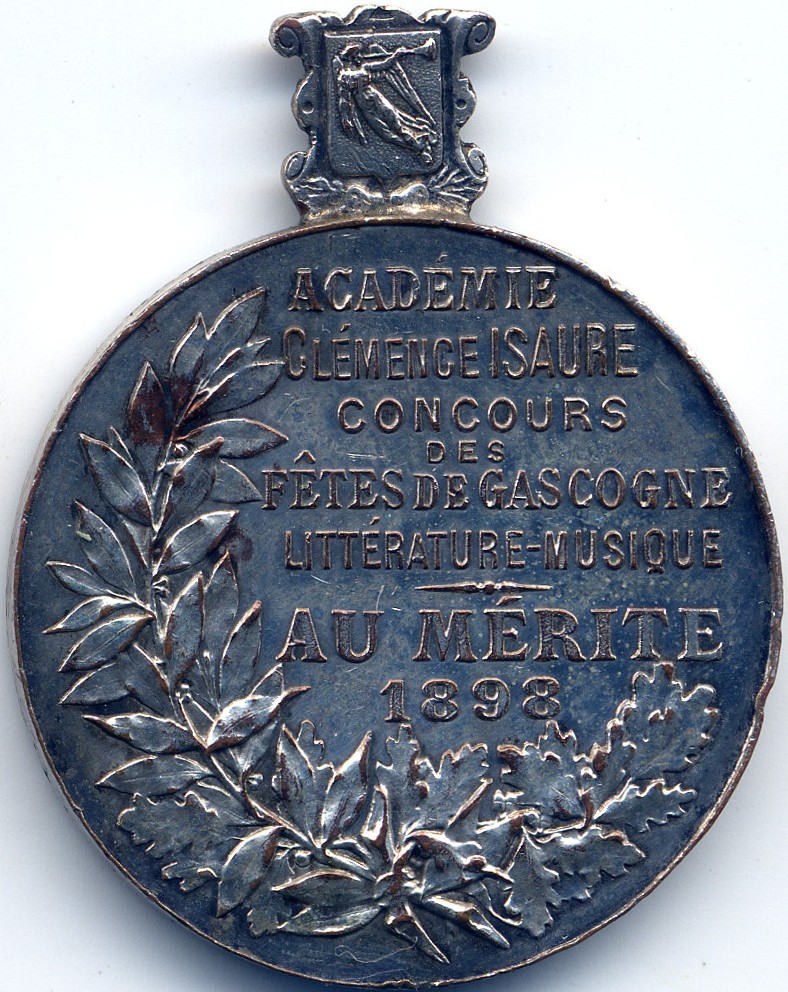 ACADÉMIE
CLÉMENCE ISAURE
CONCOURS
DES
FÊTES DE GASCOGNE
LITTÉRATURE-MUSIQUE
AU MÉRITE
1898